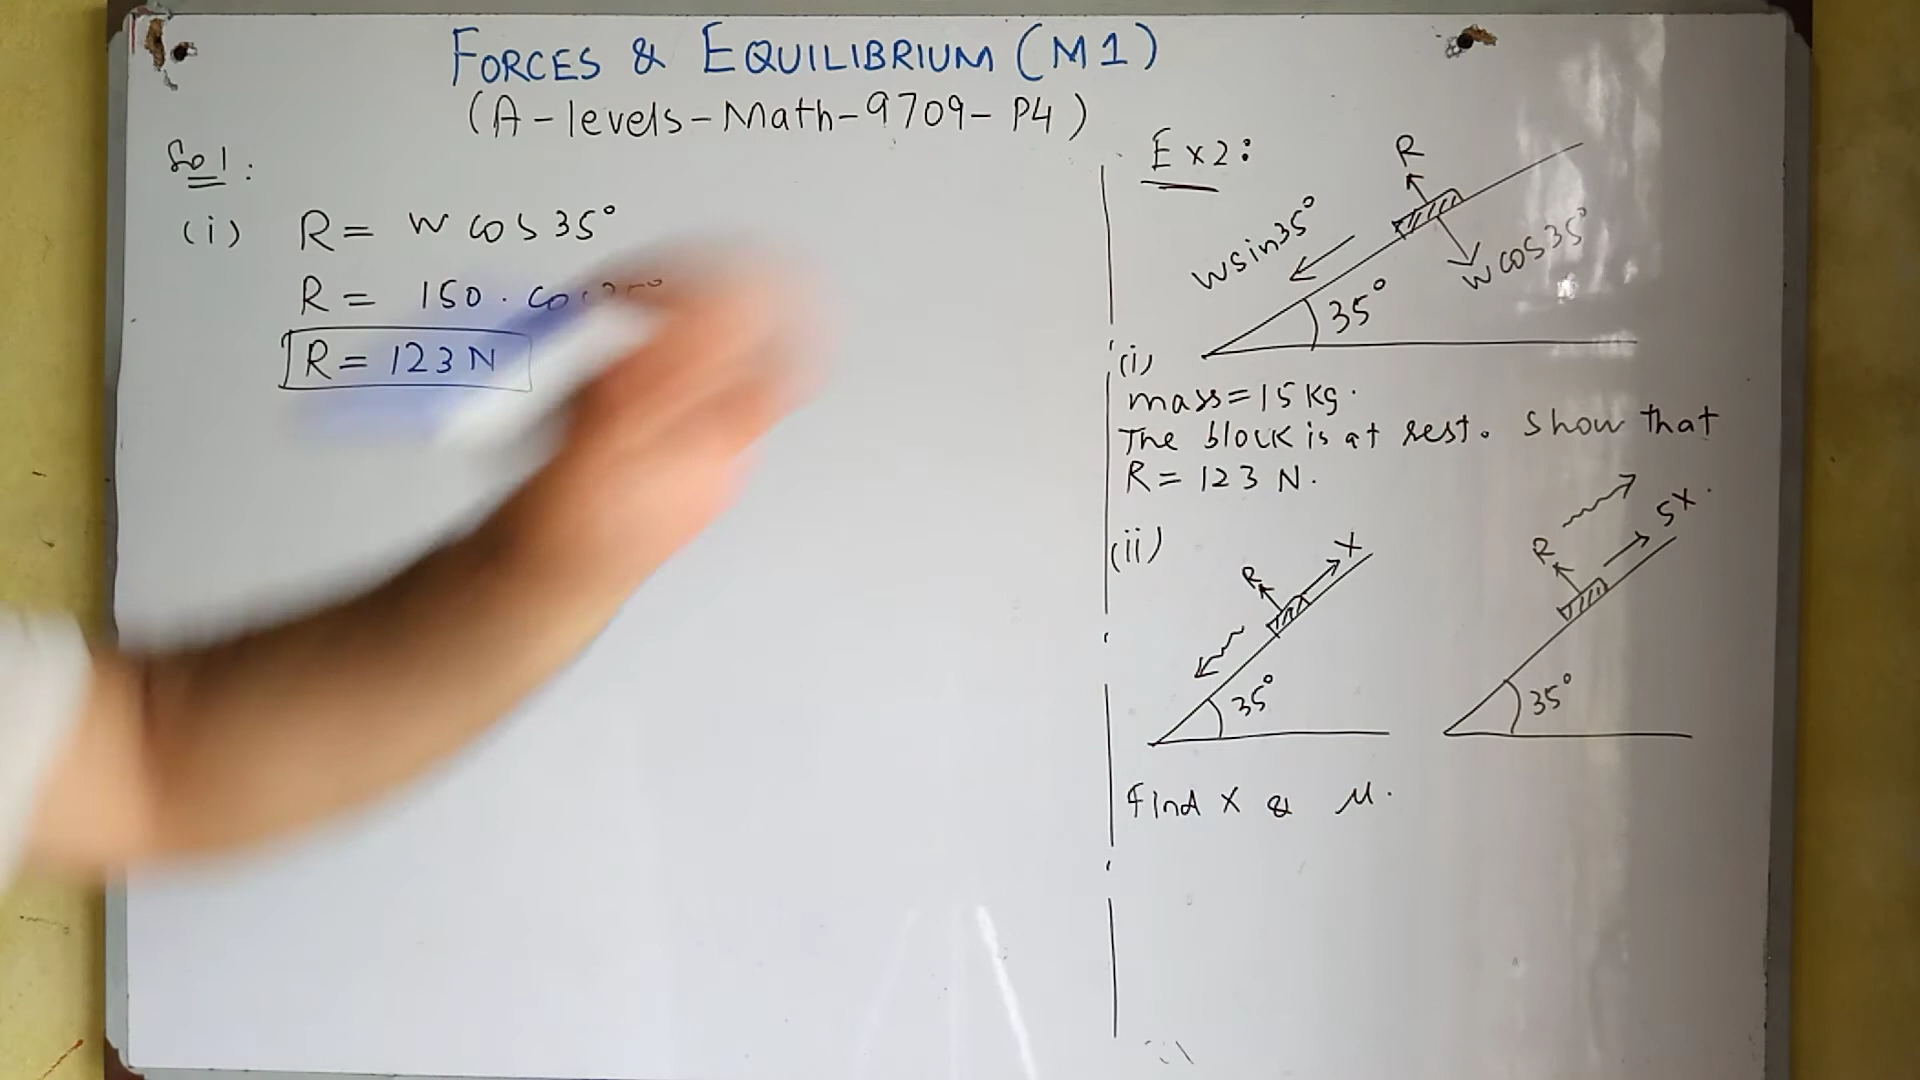 FORCES & EQUILIBRIUM (M1)
(A-levels-Math-9709-P4)
Sol:
(i) R = W cos 35°
R = 150 .
R = 123 N
Ex2:
R
W sin 35°
W cos 35°
35°
(i)
mass = 15 kg.
The block is at rest. Show that
R = 123 N.
(ii)
R
X
35°
R
5X.
35°
Find X & μ.